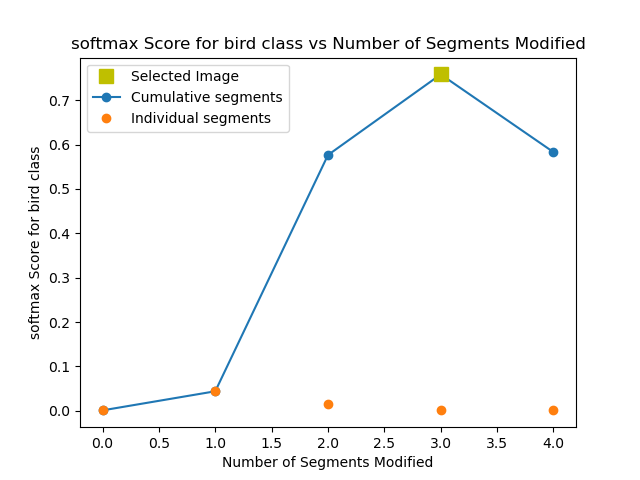 softmax Score for bird class vs Number of Segments Modified
Selected Image
Cumulative segments
Individual segments
softmax Score for bird class
0.7
0.6
0.5
0.4
0.3
0.2
0.1
0.0
0.0 0.5 1.0 1.5 2.0 2.5 3.0 3.5 4.0
Number of Segments Modified